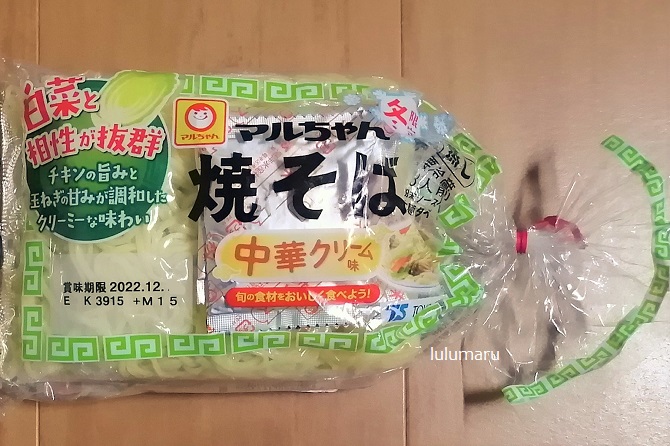 白菜と
相性が抜群
チキンの旨みと
玉ねぎの甘みが調和した
クリーミーな味わい
マルちゃん
冬
マルちゃん
焼そば
3人前
中華クリーム味
旬の食材をおいしく食べよう!
賞味期限 2022.12.
E K3915 +M15
lulumaru